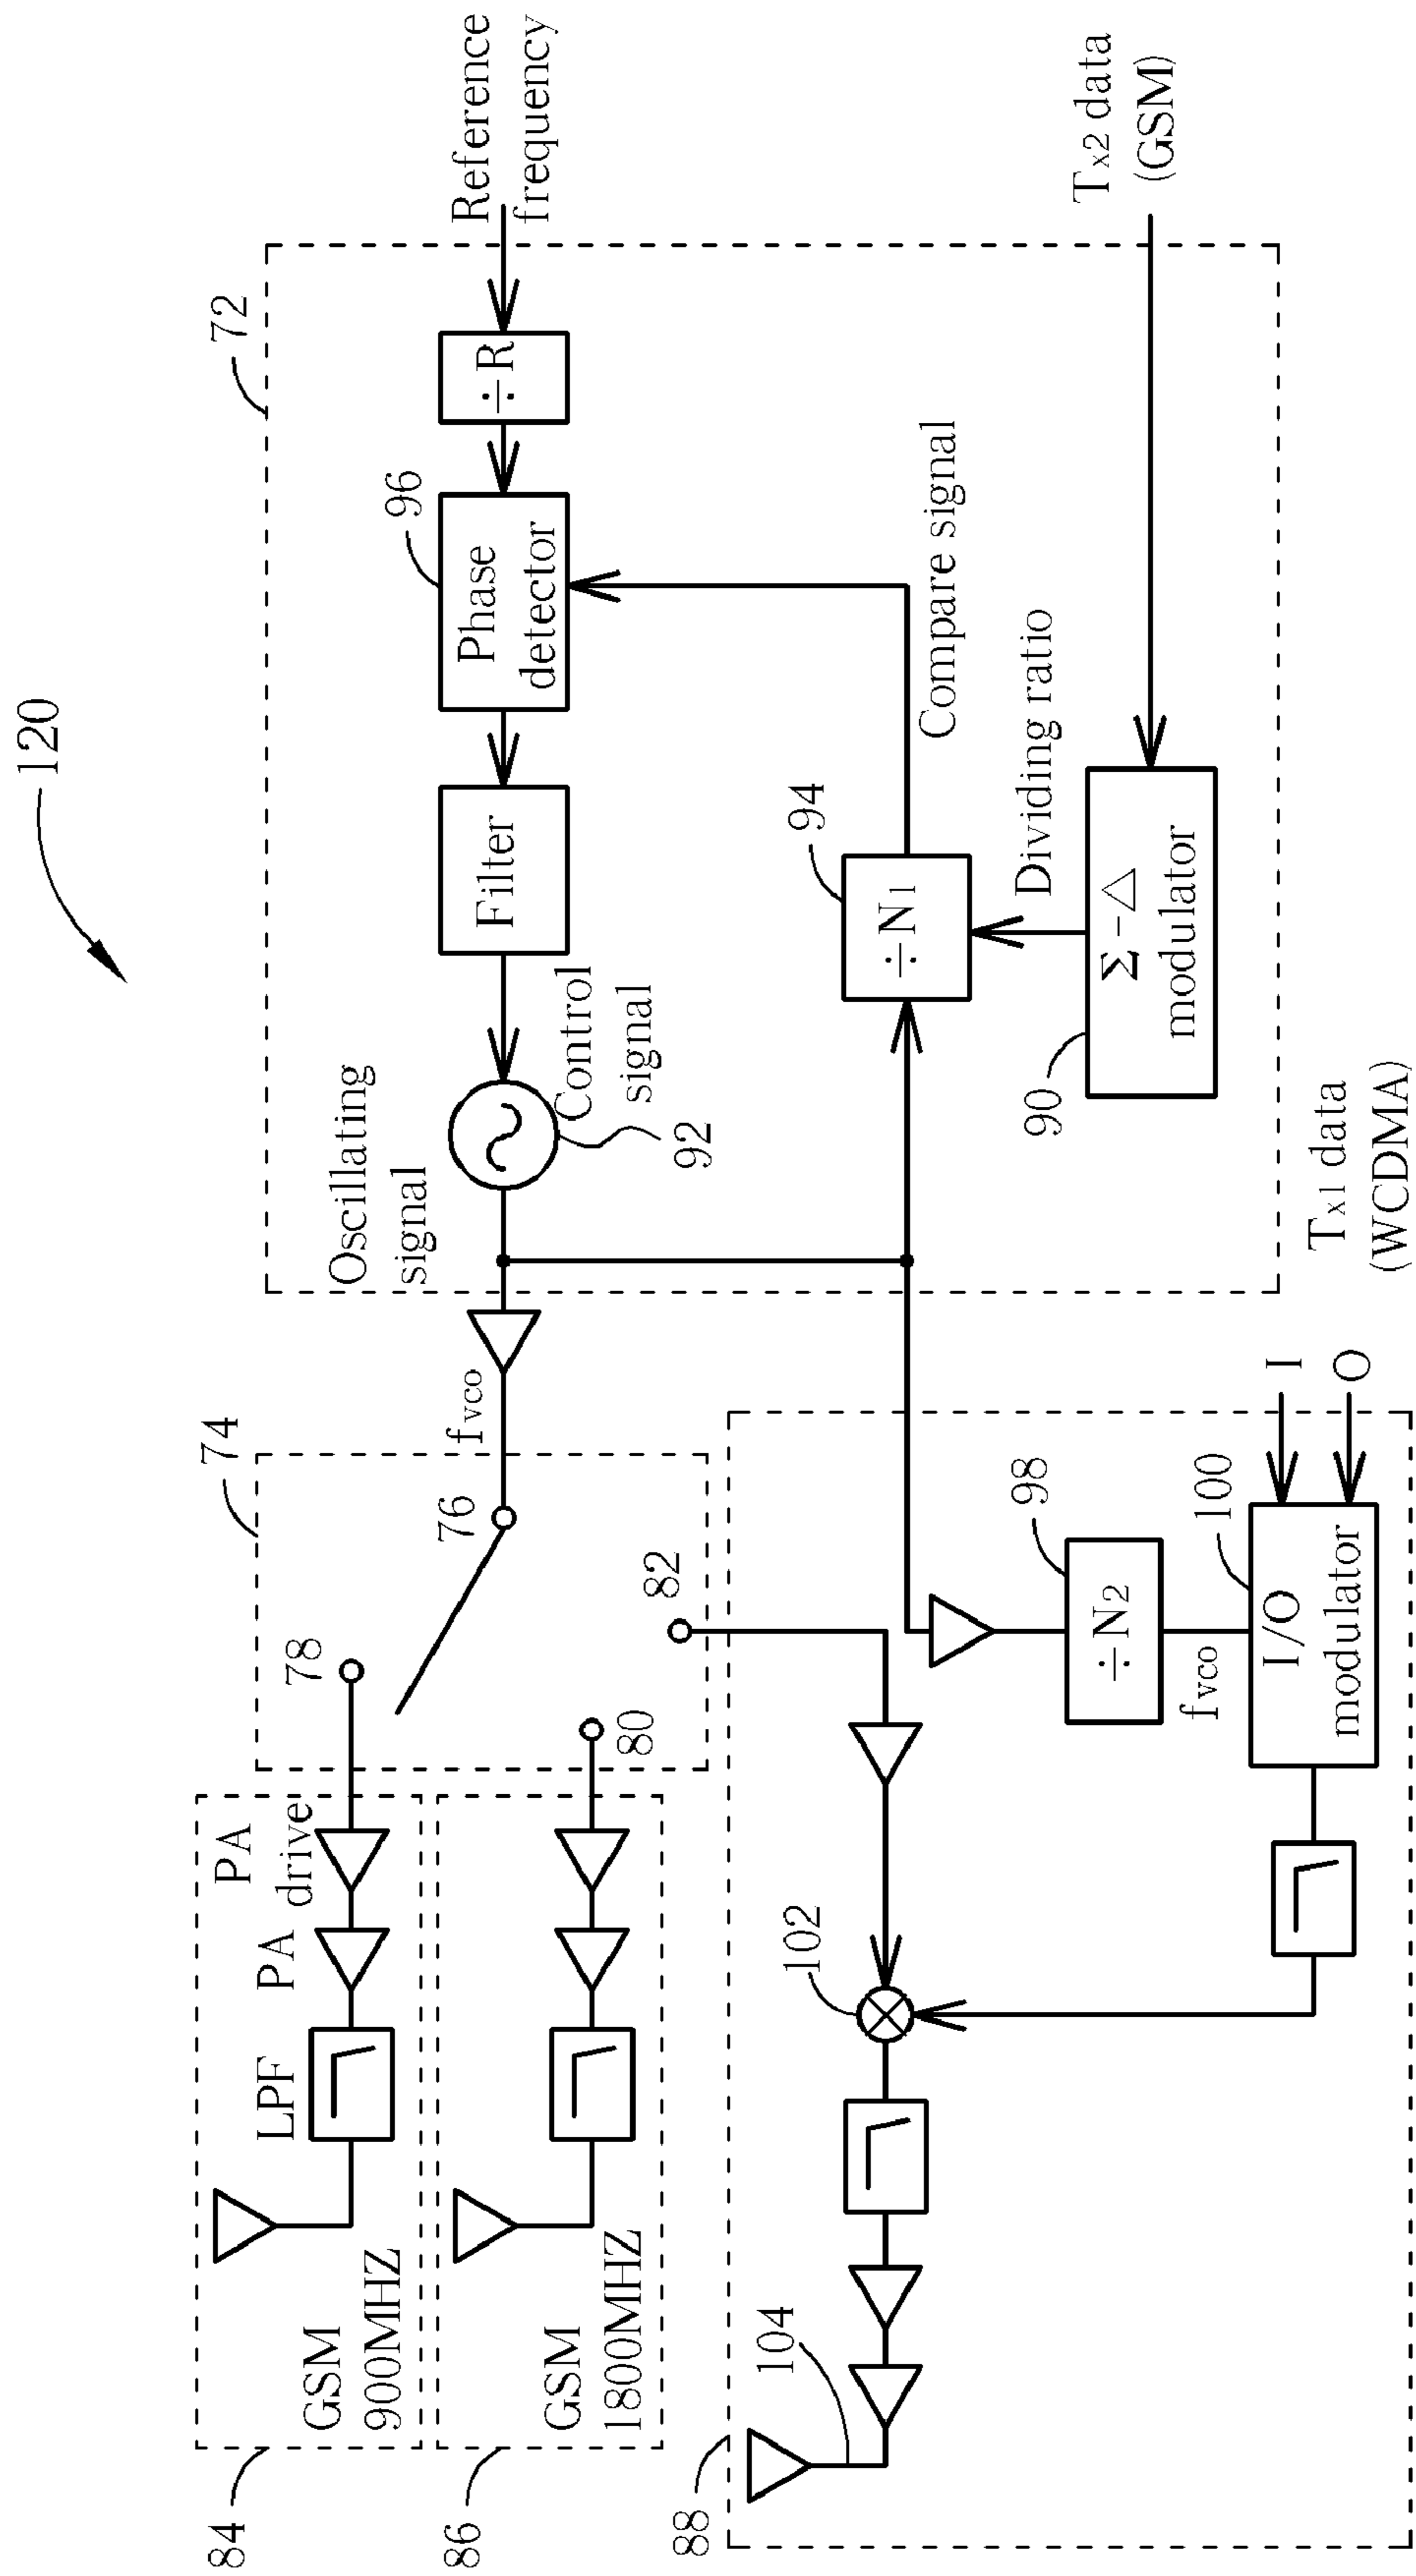 120
72
Reference
frequency
÷R
96
Phase
detector
Filter
Control
signal
92
Oscillating
signal
94
÷N1
Compare signal
Dividing ratio
Σ-△
modulator
90
Tx2 data
(GSM)
Tx1 data
(WCDMA)
fvco
74
76
78
80
82
PA
drive
PA
LPF
GSM
900MHZ
84
GSM
1800MHZ
86
98
÷N2
fvco
I
O
100
I/O
modulator
102
104
88